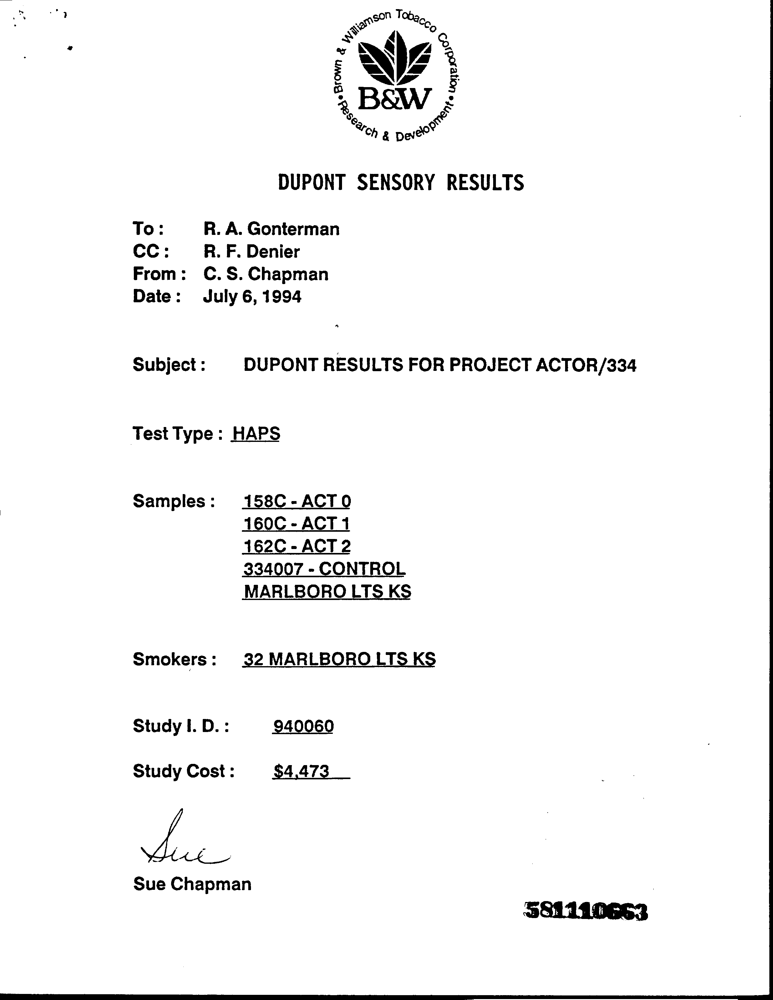 Brown & Williamson Tobacco Corporation • Research & Development •
B&W
DUPONT SENSORY RESULTS
To : R. A. Gonterman
CC : R. F. Denier
From : C. S. Chapman
Date : July 6, 1994
Subject : DUPONT RESULTS FOR PROJECT ACTOR/334
Test Type : HAPS
Samples : 158C - ACT 0
160C - ACT 1
162C - ACT 2
334007 - CONTROL
MARLBORO LTS KS
Smokers : 32 MARLBORO LTS KS
Study I. D. : 940060
Study Cost : $4,473
Sue
Sue Chapman
581110663